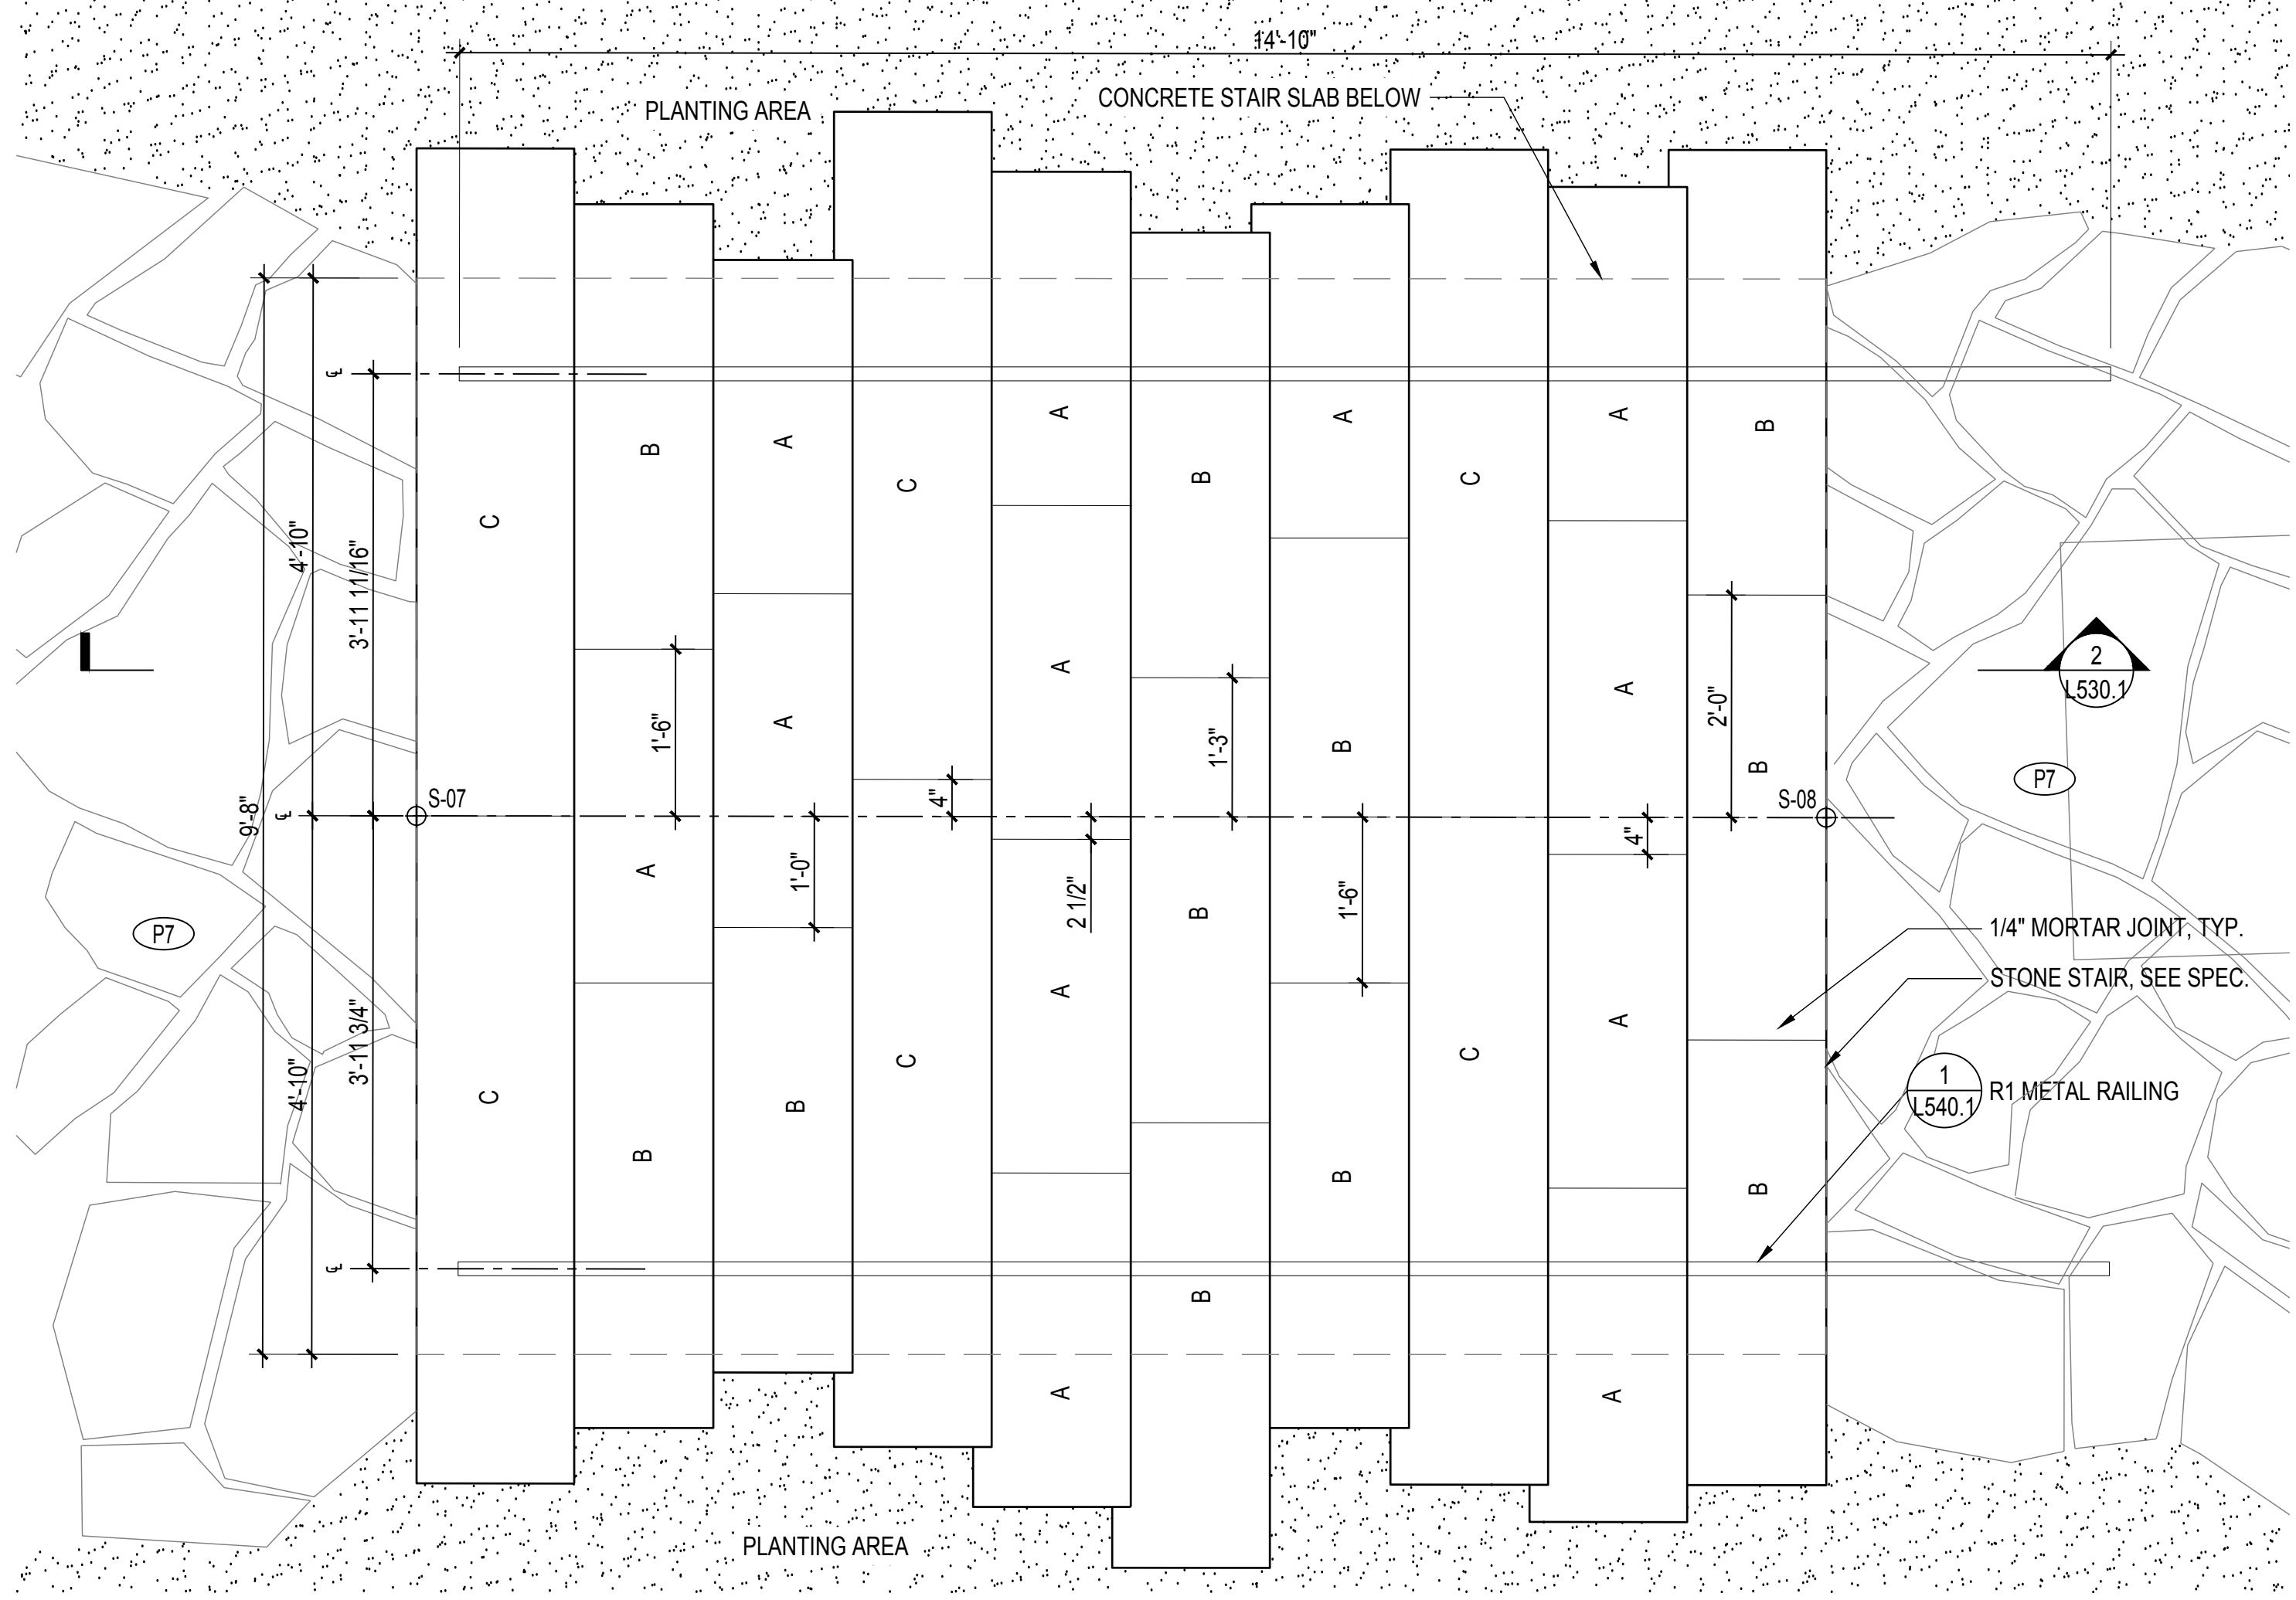 14'-10"
PLANTING AREA
CONCRETE STAIR SLAB BELOW
℄
A
A
A
B
B
A
B
C
C
C
4'-10"
3'-11 11/16"
A
A
2
L530.1
1'-6"
A
1'-3"
B
2'-0"
B
P7
S-07
4"
S-08
9'-8"
℄
4"
A
1'-0"
2 1/2"
B
1'-6"
P7
1/4" MORTAR JOINT, TYP.
STONE STAIR, SEE SPEC.
A
A
3'-11 3/4"
4'-10"
C
B
B
C
C
B
B
1
L540.1
R1 METAL RAILING
℄
B
A
A
PLANTING AREA